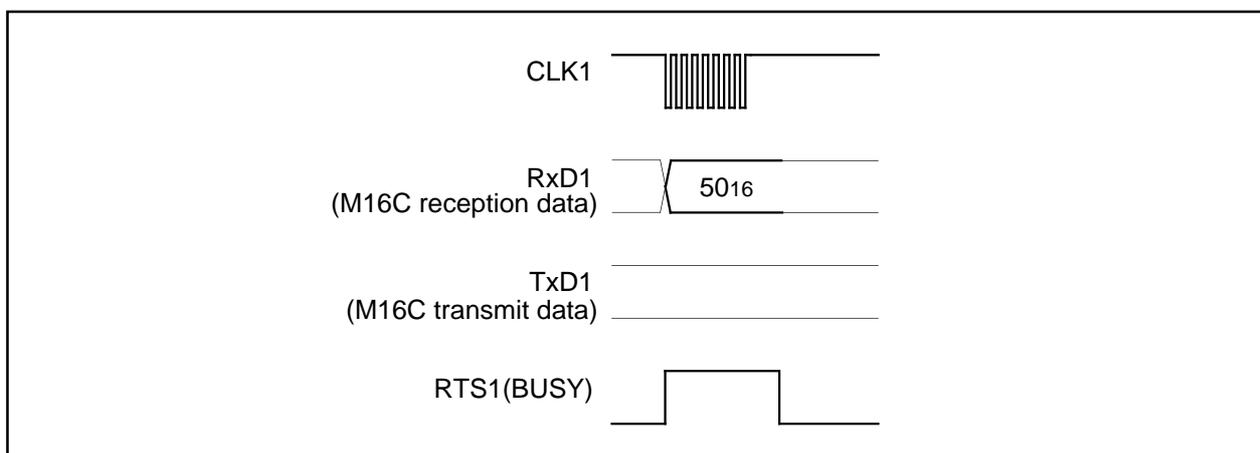 CLK1
RxD1
(M16C reception data)
5016
TxD1
(M16C transmit data)
RTS1(BUSY)